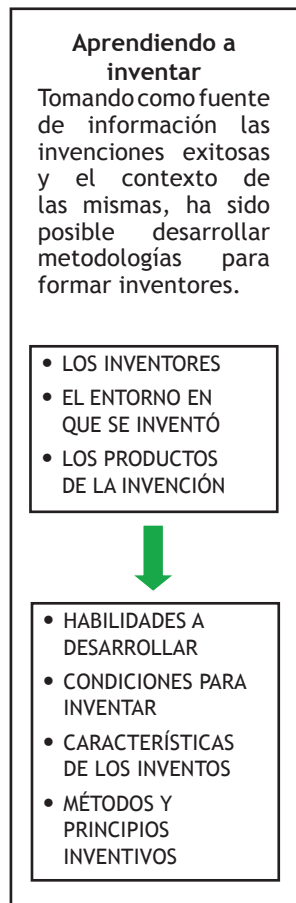 Aprendiendo a
inventar
Tomando como fuente
de información las
invenciones exitosas
y el contexto de
las mismas, ha sido
posible desarrollar
metodologías para
formar inventores.
• LOS INVENTORES
• EL ENTORNO EN
QUE SE INVENTÓ
• LOS PRODUCTOS
DE LA INVENCIÓN
• HABILIDADES A
DESARROLLAR
• CONDICIONES PARA
INVENTAR
• CARACTERÍSTICAS
DE LOS INVENTOS
• MÉTODOS Y
PRINCIPIOS
INVENTIVOS